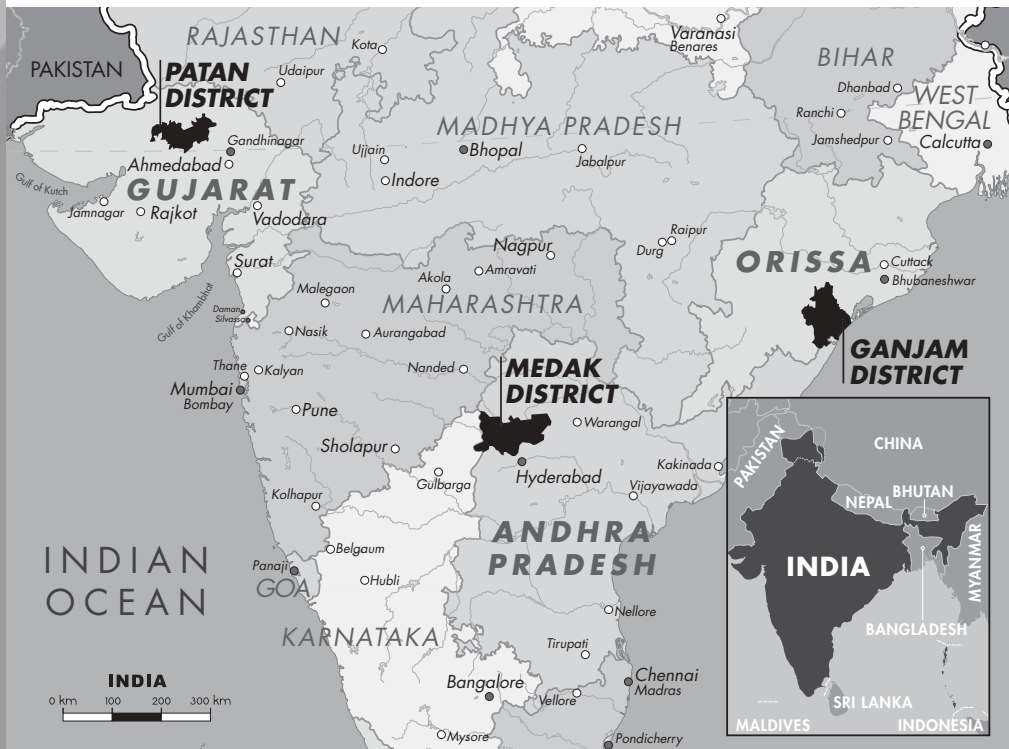 RAJASTHAN
Kota
Varanasi
Benares
BIHAR
PAKISTAN
PATAN
DISTRICT
Udaipur
Dhanbad
WEST
BENGAL
Ranchi
MADHYA PRADESH
Gandhinagar
Jamshedpur
Calcutta
Ahmedabad
Ujjain
Bhopal
Jabalpur
Indore
Gulf of Kutch
GUJARAT
Jamnagar
Rajkot
Vadodara
Raipur
Durg
Nagpur
Surat
Akola
Amravati
ORISSA
Cuttack
Bhubaneshwar
Malegaon
MAHARASHTRA
Gulf of Khambhat
Daman
Silvassa
Nasik
Aurangabad
GANJAM
DISTRICT
Thane
Kalyan
Nanded
MEDAK
DISTRICT
Mumbai
Bombay
Pune
Warangal
Sholapur
Gulbarga
Hyderabad
Kakinada
Kolhapur
Vijayawada
INDIAN
OCEAN
Belgaum
ANDHRA
PRADESH
Panaji
GOA
Hubli
Nellore
KARNATAKA
Tirupati
Bangalore
Chennai
Madras
Vellore
Mysore
Pondicherry
INDIA
0 km
100
200
300 km
PAKISTAN
CHINA
NEPAL
BHUTAN
INDIA
MYANMAR
BANGLADESH
SRI LANKA
MALDIVES
INDONESIA